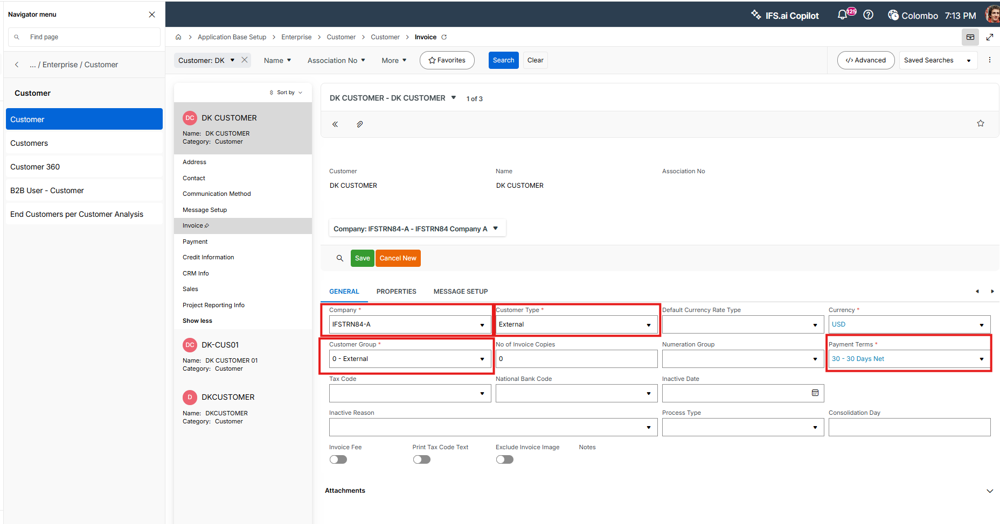 Navigator menu
Find page
... / Enterprise / Customer
Customer
Customer
Customers
Customer 360
B2B User - Customer
End Customers per Customer Analysis
IFS.ai Copilot
125
Colombo 7:13 PM
Application Base Setup > Enterprise > Customer > Customer > Invoice
Customer: DK
Name
Association No
More
Favorites
Search
Clear
</> Advanced
Saved Searches
Sort by
DC DK CUSTOMER
Name: DK CUSTOMER
Category: Customer
Address
Contact
Communication Method
Message Setup
Invoice
Payment
Credit Information
CRM Info
Sales
Project Reporting Info
Show less
DC DK-CUS01
Name: DK CUSTOMER 01
Category: Customer
D DKCUSTOMER
Name: DKCUSTOMER
Category: Customer
DK CUSTOMER - DK CUSTOMER 1 of 3
Customer Name Association No
DK CUSTOMER DK CUSTOMER
Company: IFSTRN84-A - IFSTRN84 Company A
Save Cancel New
GENERAL PROPERTIES MESSAGE SETUP
Company * Customer Type * Default Currency Rate Type Currency *
IFSTRN84-A External USD
Customer Group * No of Invoice Copies Numeration Group Payment Terms *
0 - External 0 30 - 30 Days Net
Tax Code National Bank Code Inactive Date
Inactive Reason Process Type Consolidation Day
Invoice Fee Print Tax Code Text Exclude Invoice Image Notes
Attachments